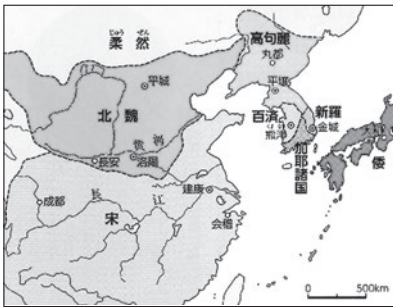 じゅう ぜん
柔 然
高句麗
丸都
平城
平壌
北 魏
黄 河
百済
新羅
熊津
金城
加耶諸国
倭
長安
洛陽
建康
成都
長 江
宋
会稽
0 500km